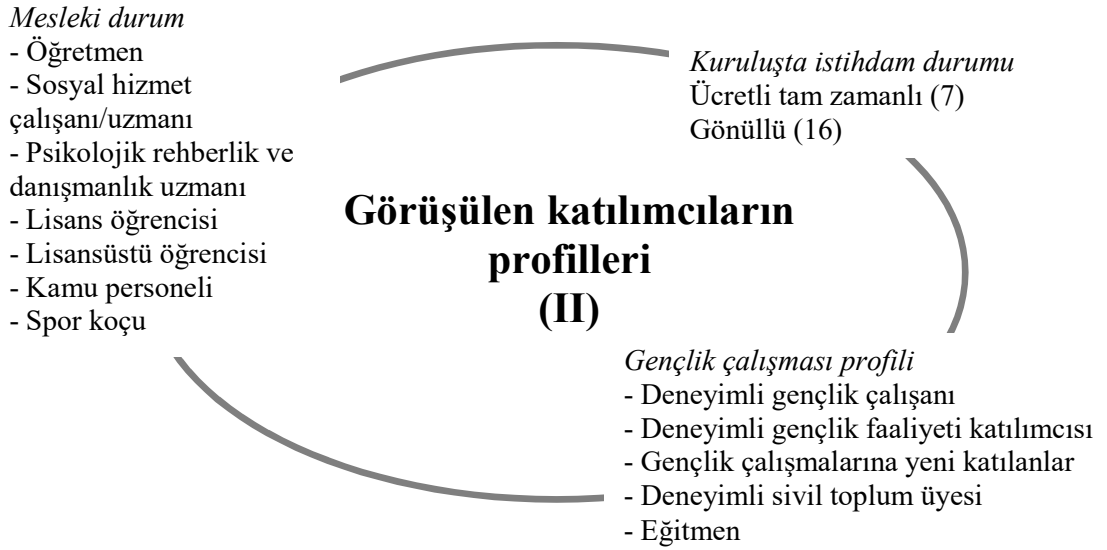 Mesleki durum
- Öğretmen
- Sosyal hizmet
çalışanı/uzmanı
- Psikolojik rehberlik ve
danışmanlık uzmanı
- Lisans öğrencisi
- Lisansüstü öğrencisi
- Kamu personeli
- Spor koçu
Kuruluşta istihdam durumu
Ücretli tam zamanlı (7)
Gönüllü (16)
Görüşülen katılımcıların
profilleri
(II)
Gençlik çalışması profili
- Deneyimli gençlik çalışanı
- Deneyimli gençlik faaliyeti katılımcısı
- Gençlik çalışmalarına yeni katılanlar
- Deneyimli sivil toplum üyesi
- Eğitmen